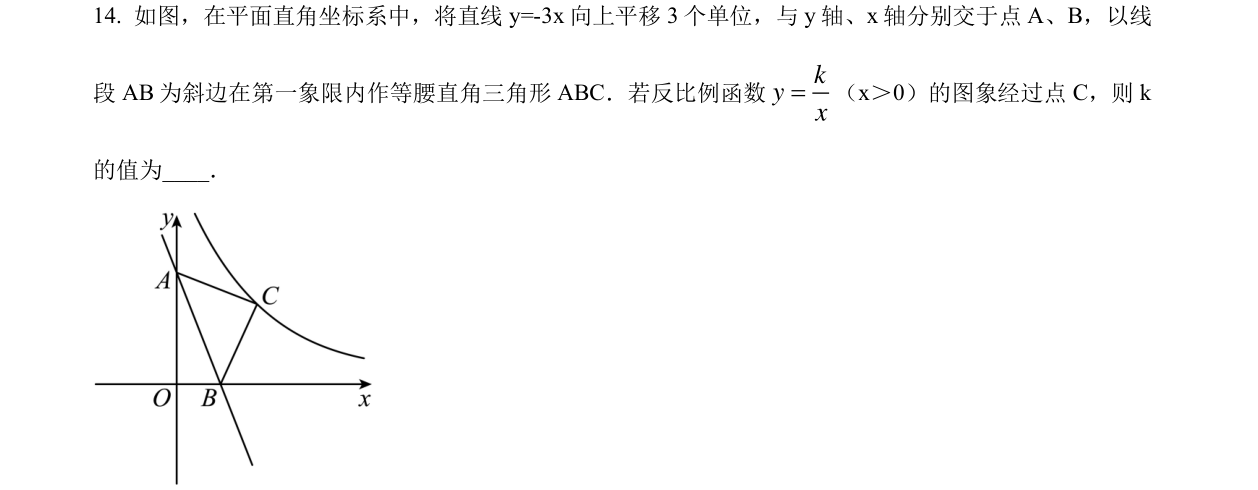 14. 如图，在平面直角坐标系中，将直线 y=-3x 向上平移 3 个单位，与 y 轴、x 轴分别交于点 A、B，以线
段 AB 为斜边在第一象限内作等腰直角三角形 ABC．若反比例函数 y = k/x （x＞0）的图象经过点 C，则 k
的值为____．
y
A
C
O
B
x